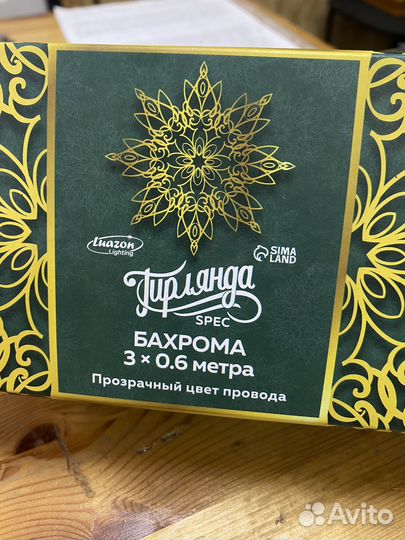 Luazon
Lighting
SIMA
LAND
Гирлянда
SPEC
БАХРОМА
3 × 0.6 метра
Прозрачный цвет провода
Avito